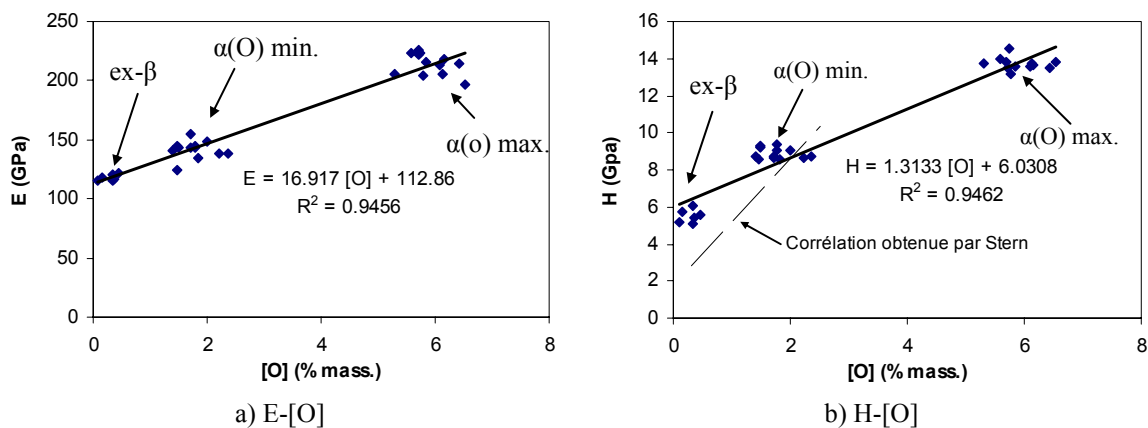 250
200
150
100
50
0
E (GPa)
ex-β
α(O) min.
α(o) max.
E = 16.917 [O] + 112.86
R² = 0.9456
0 2 4 6 8
[O] (% mass.)
a) E-[O]
16
14
12
10
8
6
4
2
0
H (Gpa)
ex-β
α(O) min.
α(O) max.
H = 1.3133 [O] + 6.0308
R² = 0.9462
Corrélation obtenue par Stern
0 2 4 6 8
[O] (% mass.)
b) H-[O]